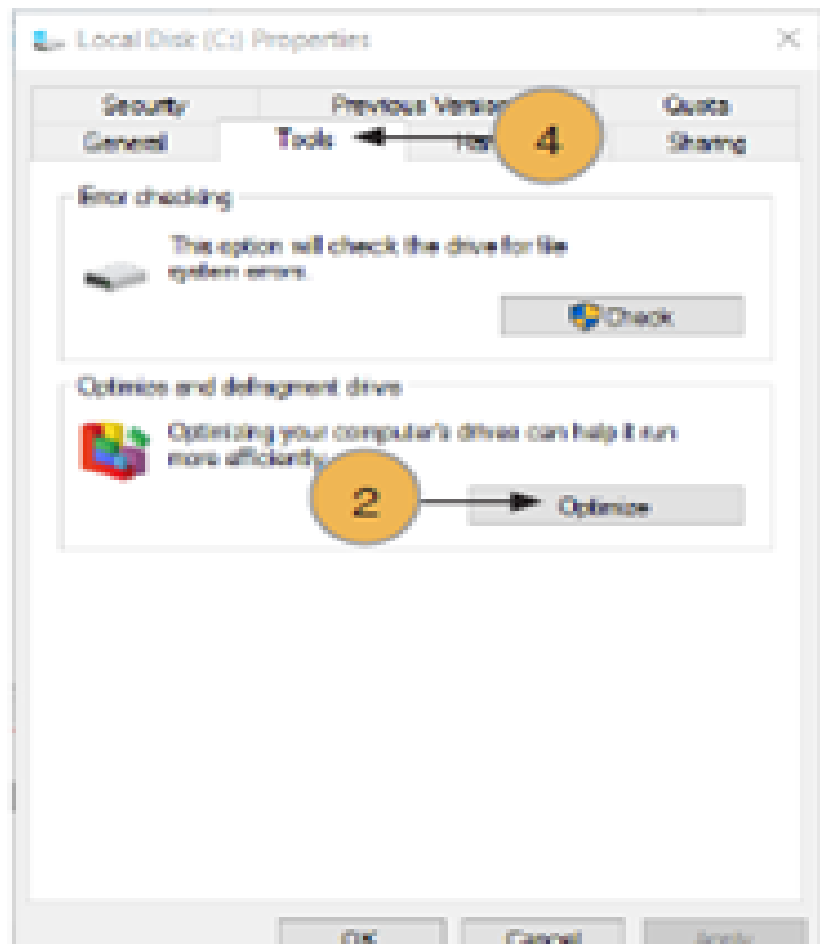 Local Disk (C:) Properties
Security Previous Versio Quota
General Tools 4 Sharing
Error checking
This option will check the drive for file
system errors.
Check
Optimize and defragment drive
Optimizing your computer's drives can help it run
more efficiently.
2 Optimize
OK Cancel Apply